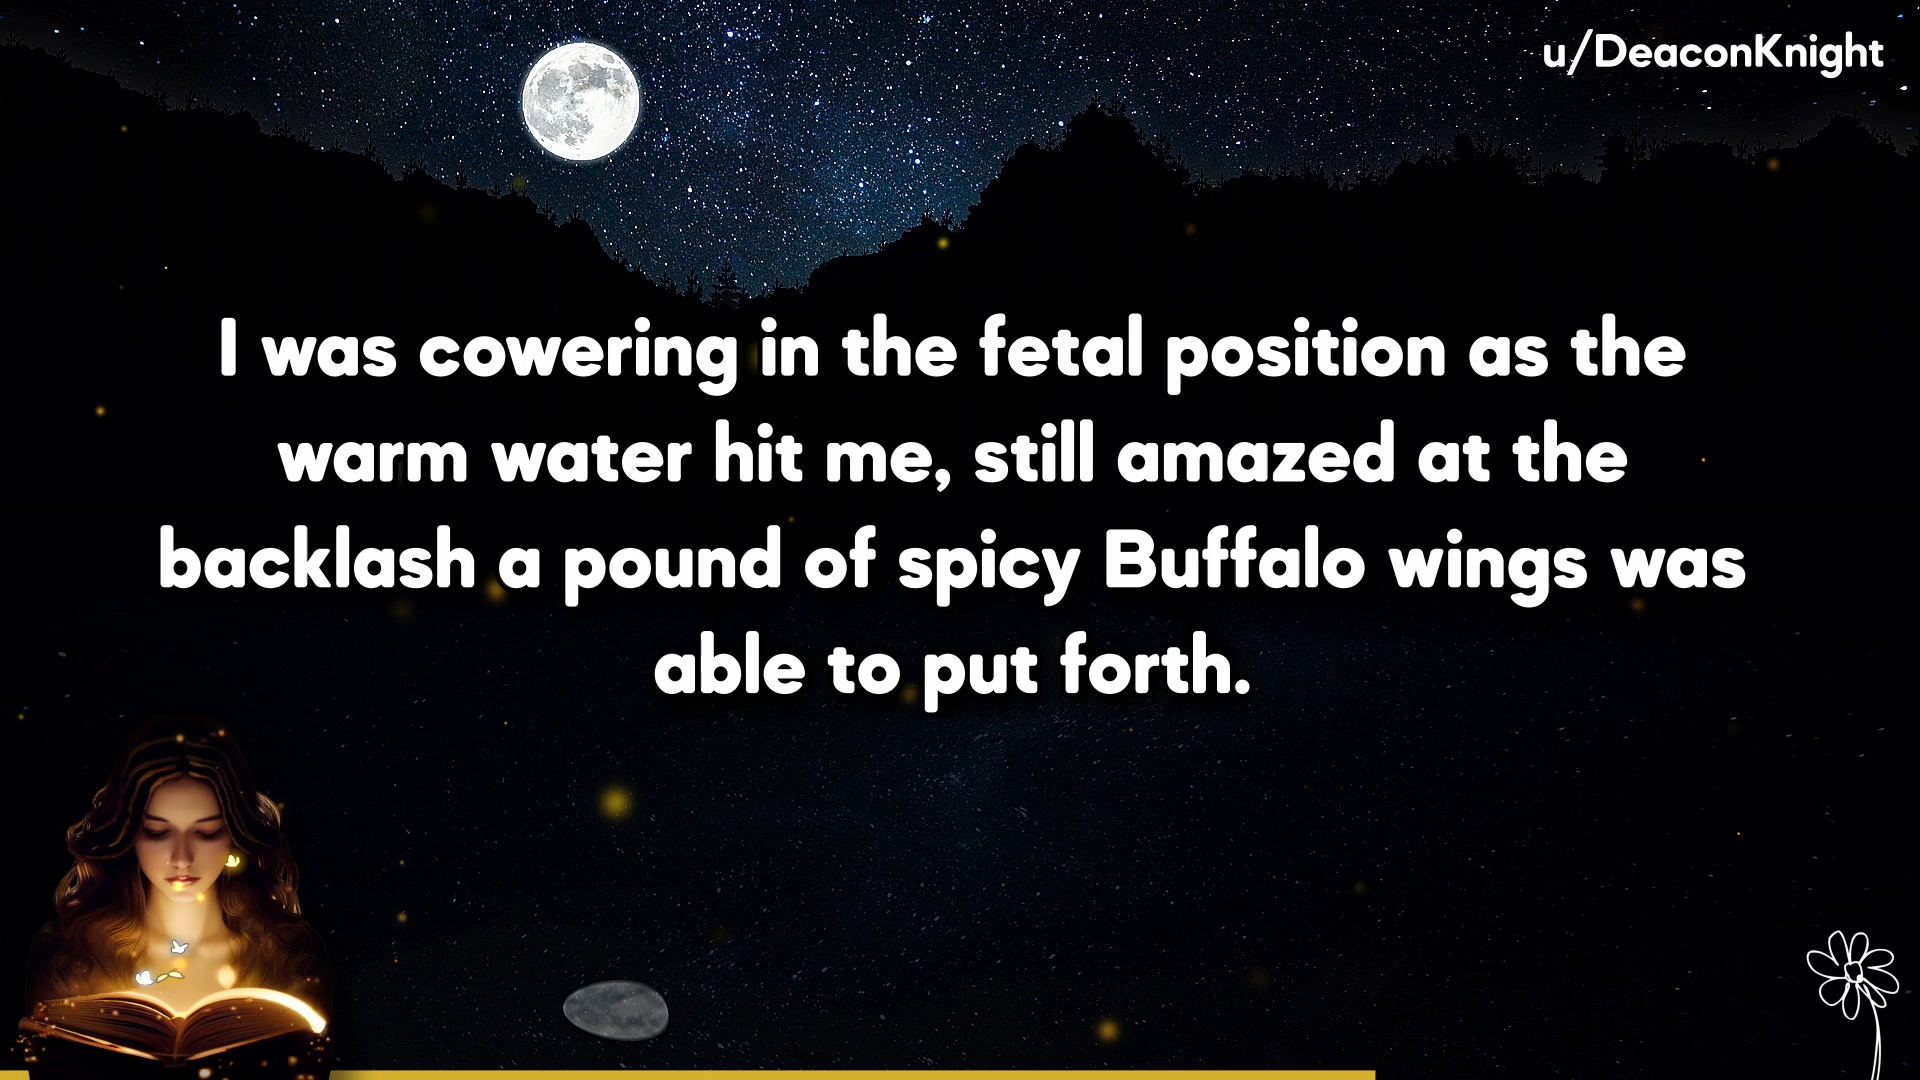 u/DeaconKnight
I was cowering in the fetal position as the
warm water hit me, still amazed at the
backlash a pound of spicy Buffalo wings was
able to put forth.